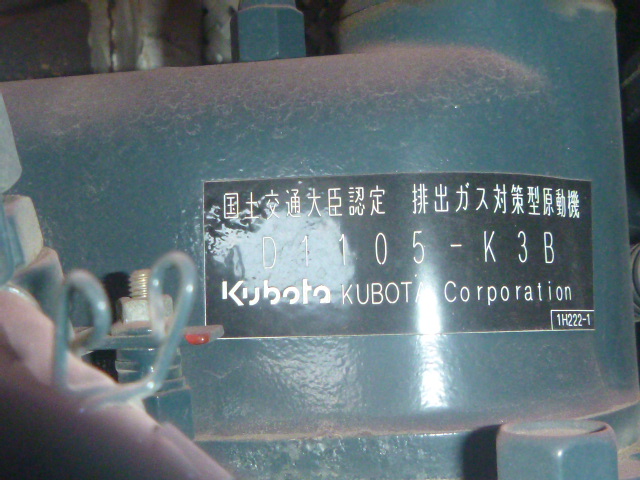 国土交通大臣認定 排出ガス対策型原動機
D1105-K3B
Kubota KUBOTA Corporation
1H222-1